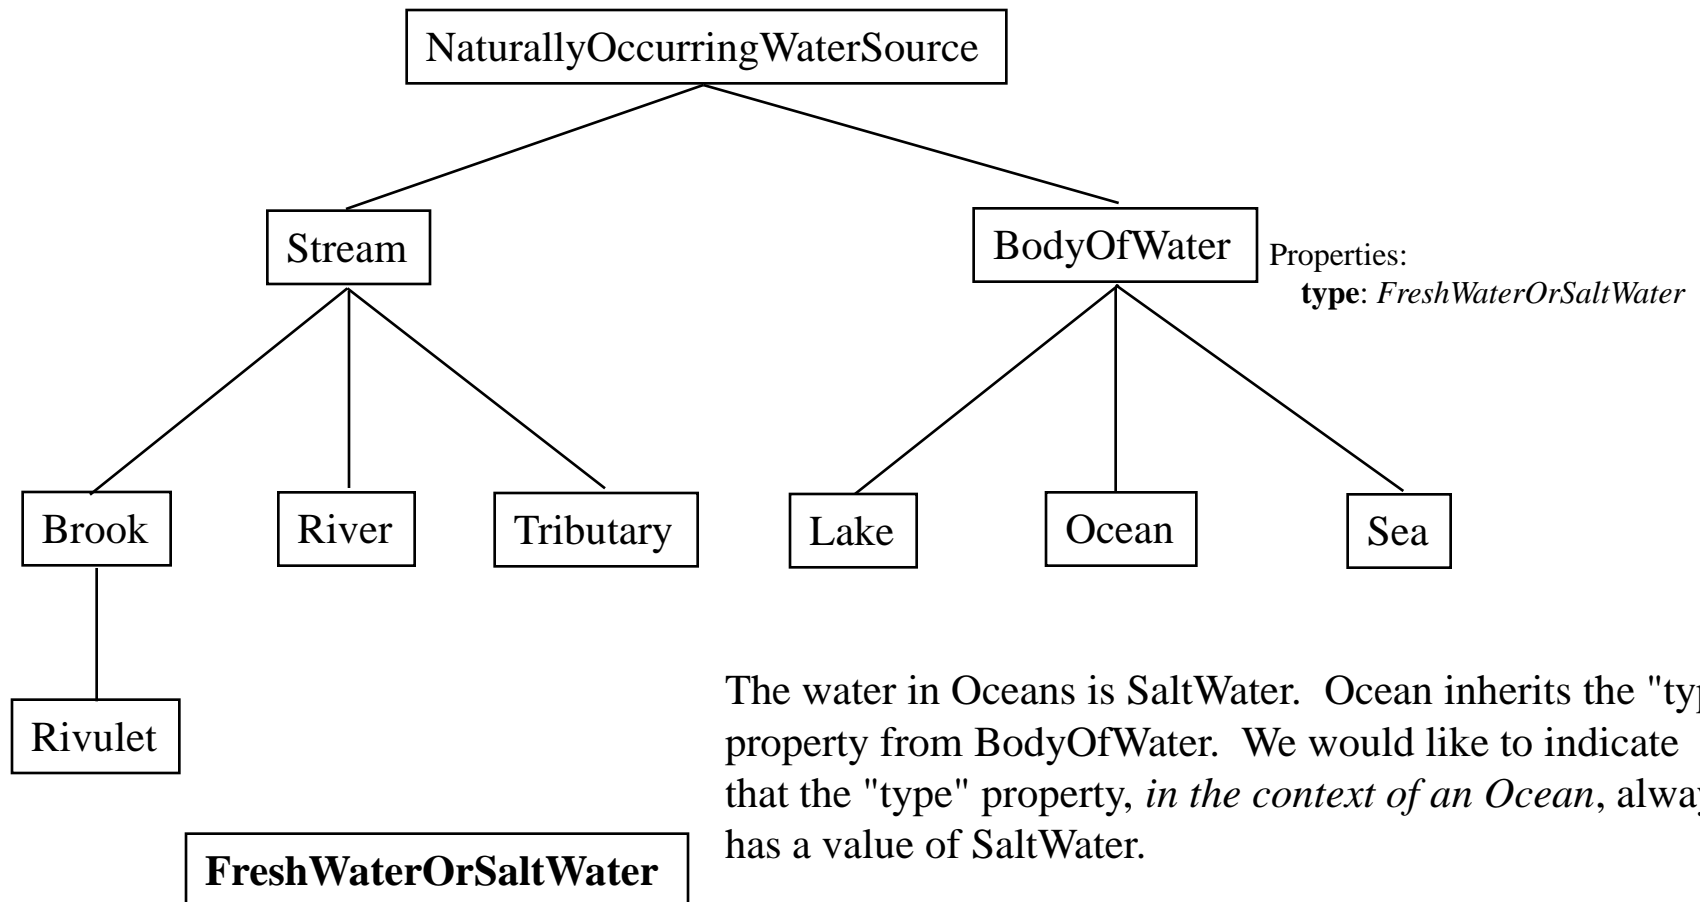 NaturallyOccurringWaterSource
Stream
BodyOfWater
Properties:
type: FreshWaterOrSaltWater
Brook
River
Tributary
Lake
Ocean
Sea
Rivulet
The water in Oceans is SaltWater. Ocean inherits the
property from BodyOfWater. We would like to indicate
that the "type" property, in the context of an Ocean,
has a value of SaltWater.
FreshWaterOrSaltWater